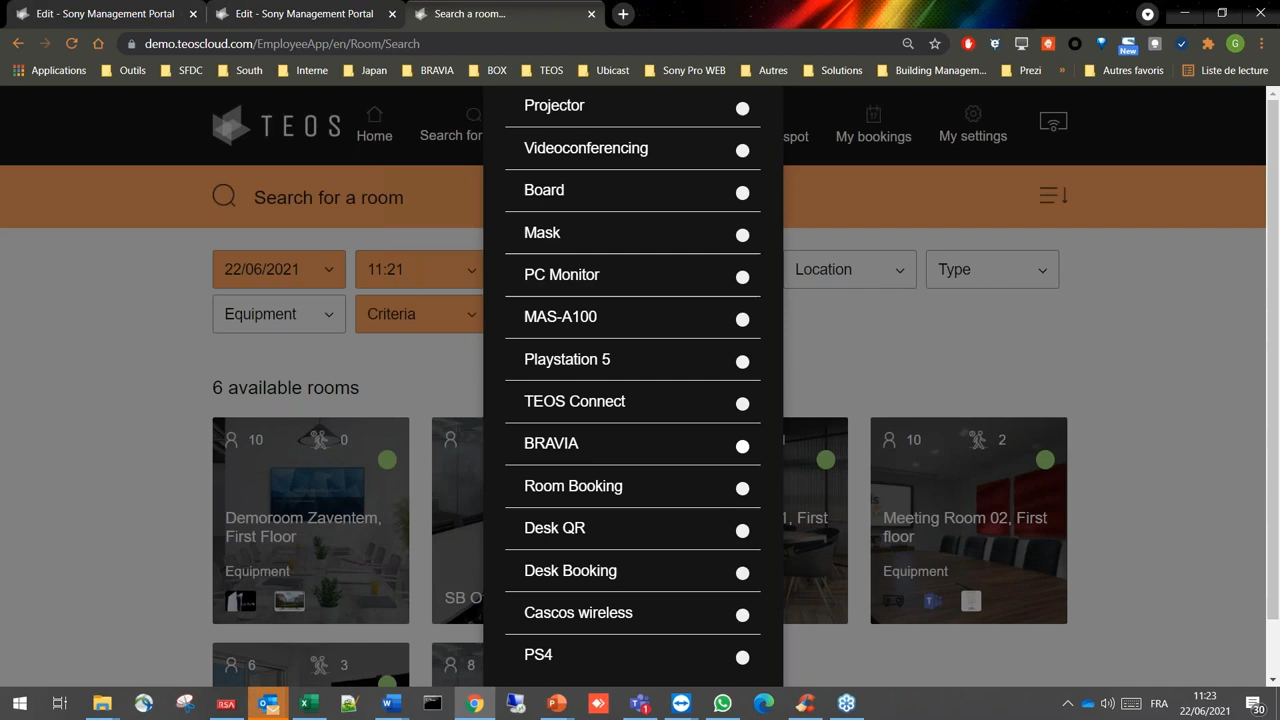 Edit - Sony Management Portal
Edit - Sony Management Portal
Search a room...
demo.teoscloud.com/EmployeeApp/en/Room/Search
New
G
Applications
Outils
SFDC
South
Interne
Japan
BRAVIA
BOX
TEOS
Ubicast
Sony Pro WEB
Autres
Solutions
Building Managem...
Prezi
»
Autres favoris
Liste de lecture
TEOS
Home
Search for
spot
My bookings
My settings
Search for a room
22/06/2021
11:21
Location
Type
Equipment
Criteria
6 available rooms
Projector
Videoconferencing
Board
Mask
PC Monitor
MAS-A100
Playstation 5
TEOS Connect
BRAVIA
Room Booking
Desk QR
Desk Booking
Cascos wireless
PS4
10
0
Demoroom Zaventem,
First Floor
Equipment
SB O
1, First
10
2
Meeting Room 02, First
floor
Equipment
6
3
8
RSA
FRA
11:23
22/06/2021
30